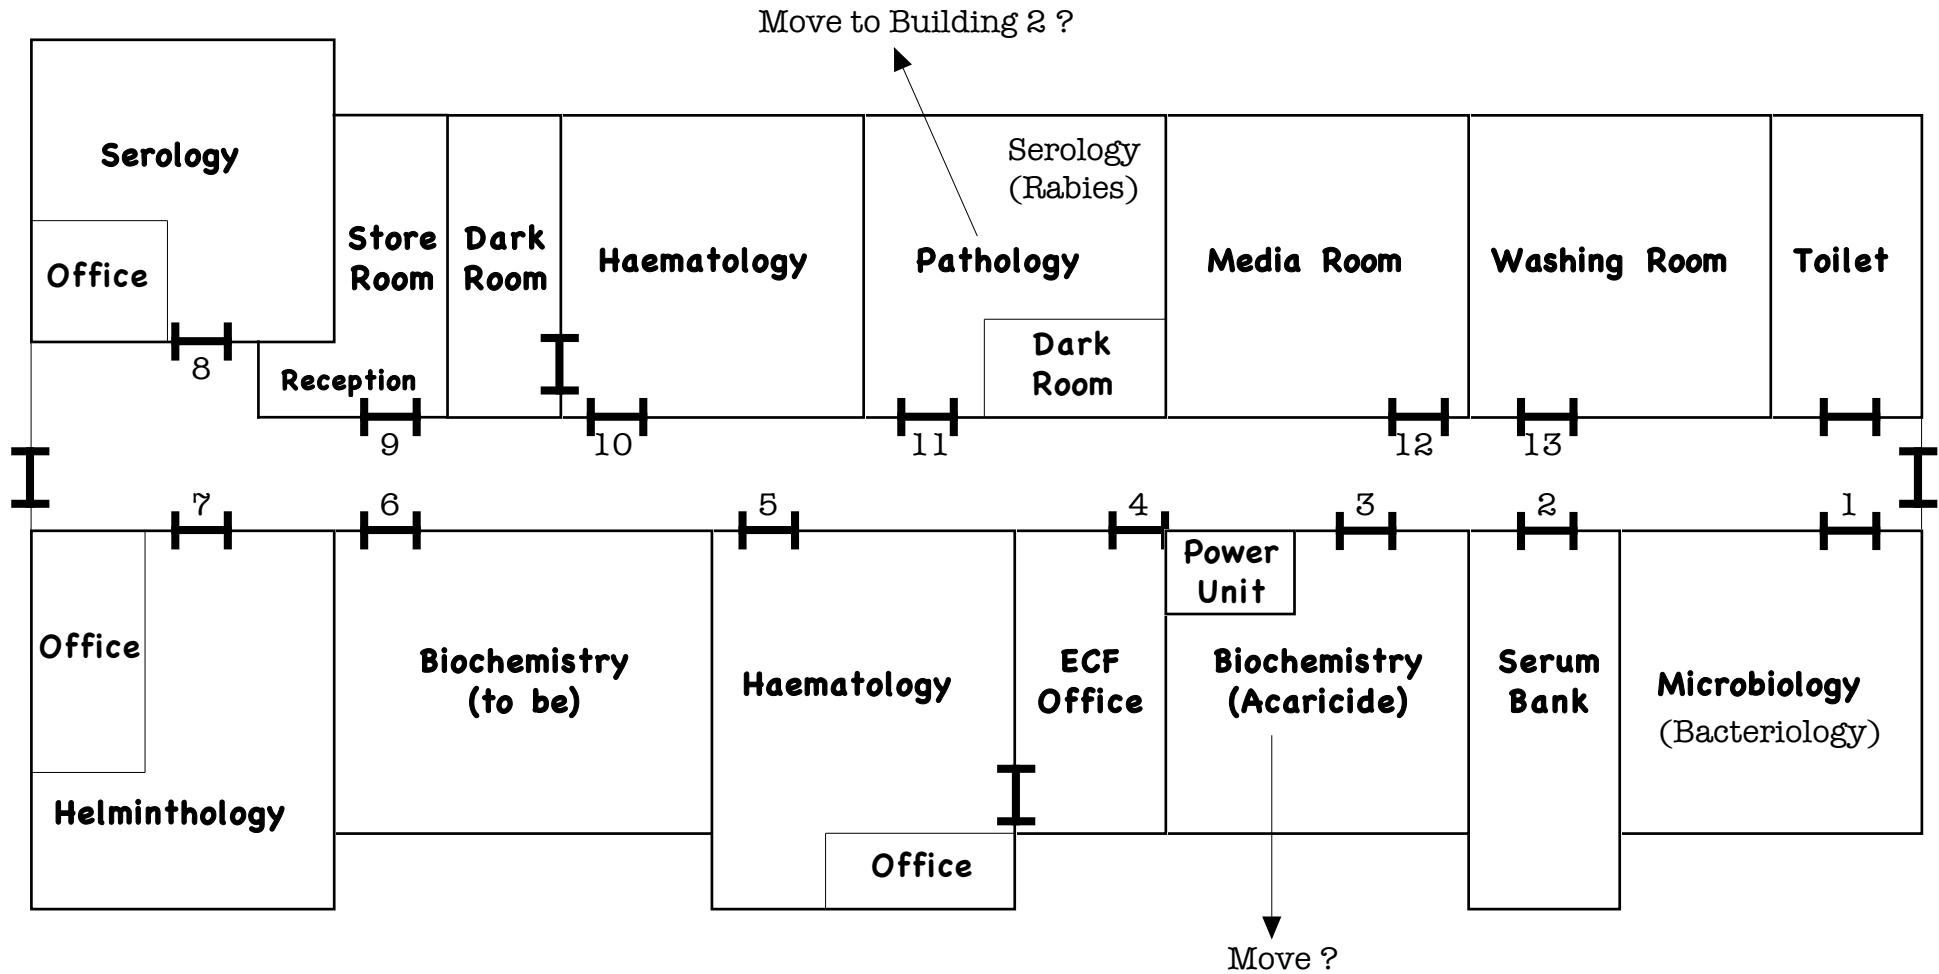 Move to Building 2 ?
Serology
Office
8
Store
Room
Reception
9
Dark
Room
Haematology
10
Serology
(Rabies)
Pathology
Dark
Room
11
Media Room
12
Washing Room
13
Toilet
7
Office
Helminthology
6
Biochemistry
(to be)
5
Haematology
Office
4
ECF
Office
Power
Unit
3
Biochemistry
(Acaricide)
Move ?
2
Serum
Bank
1
Microbiology
(Bacteriology)